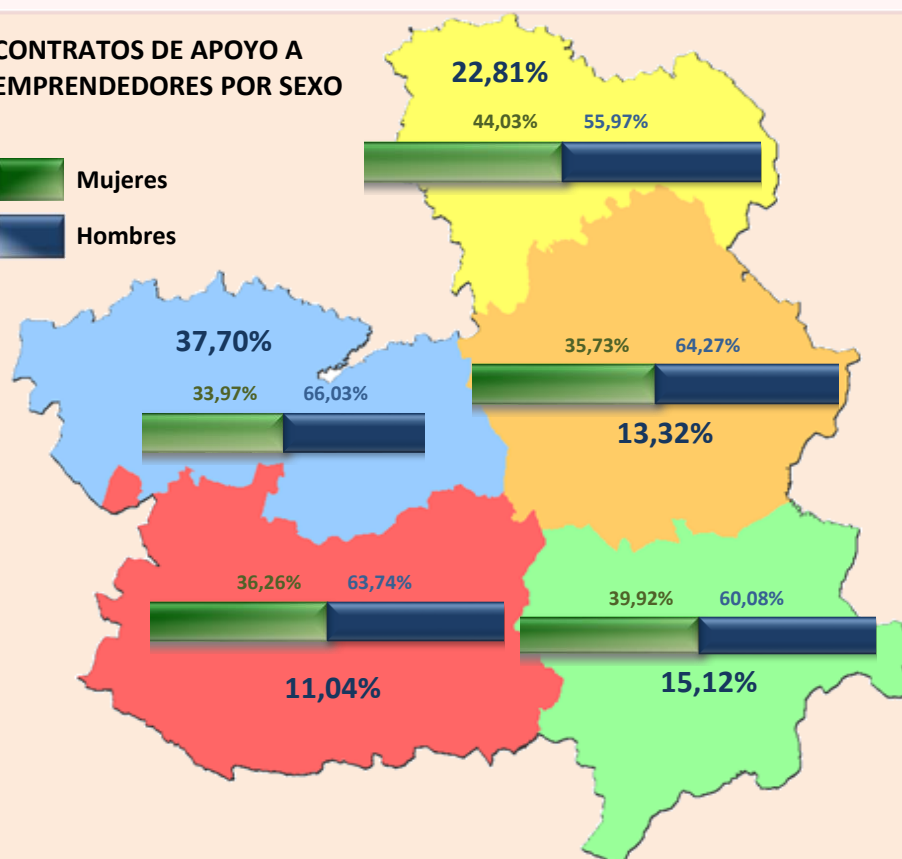 CONTRATOS DE APOYO A
EMPRENDEDORES POR SEXO
Mujeres
Hombres
22,81%
44,03% 55,97%
37,70%
33,97% 66,03%
35,73% 64,27%
13,32%
36,26% 63,74%
11,04%
39,92% 60,08%
15,12%